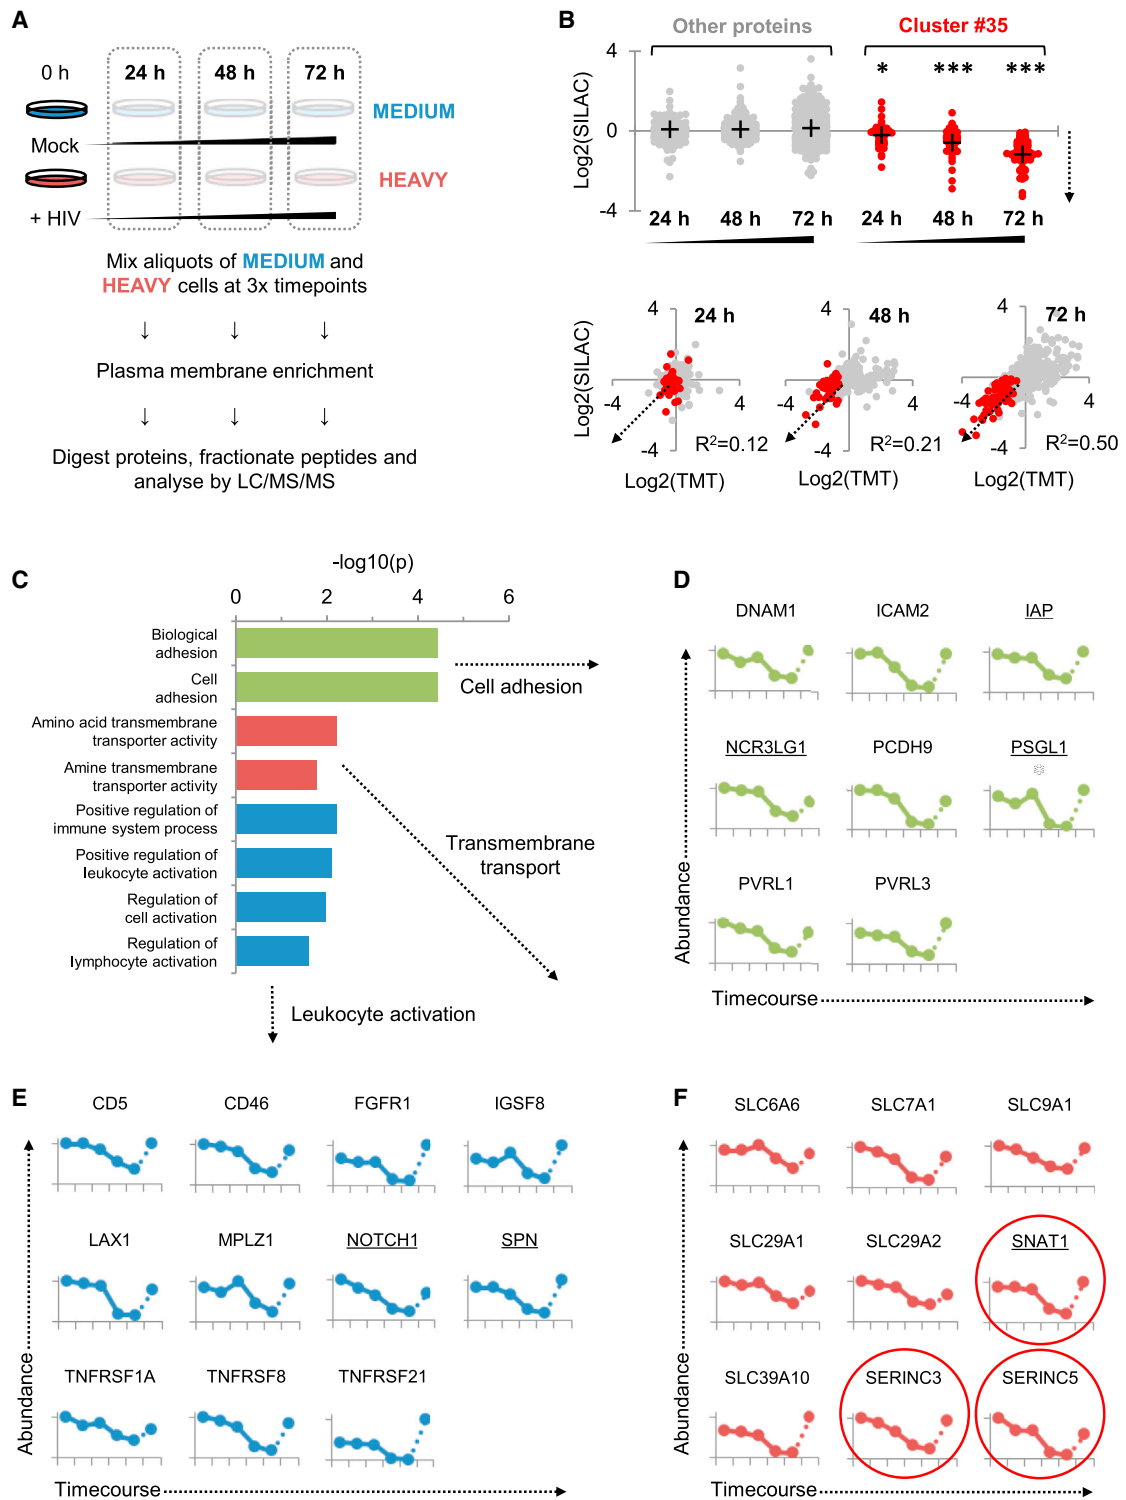 A
0 h
24 h
48 h
72 h
MEDIUM
Mock
HEAVY
+ HIV
Mix aliquots of MEDIUM and
HEAVY cells at 3x timepoints
↓ ↓ ↓
Plasma membrane enrichment
↓ ↓ ↓
Digest proteins, fractionate peptides and
analyse by LC/MS/MS
B
Other proteins
Cluster #35
4
0
-4
Log2(SILAC)
* *** ***
24 h 48 h 72 h 24 h 48 h 72 h
Log2(SILAC)
4
24 h
-4
4
-4
R²=0.12
Log2(TMT)
4
48 h
-4
4
-4
R²=0.21
Log2(TMT)
4
72 h
-4
4
-4
R²=0.50
Log2(TMT)
C
-log10(p)
0 2 4 6
Biological
adhesion
Cell
adhesion
Amino acid transmembrane
transporter activity
Amine transmembrane
transporter activity
Positive regulation of
immune system process
Positive regulation of
leukocyte activation
Regulation of
cell activation
Regulation of
lymphocyte activation
Cell adhesion
Transmembrane
transport
Leukocyte activation
D
DNAM1 ICAM2 IAP
NCR3LG1 PCDH9 PSGL1
PVRL1 PVRL3
Abundance
Timecourse
E
CD5 CD46 FGFR1 IGSF8
LAX1 MPLZ1 NOTCH1 SPN
TNFRSF1A TNFRSF8 TNFRSF21
Abundance
Timecourse
F
SLC6A6 SLC7A1 SLC9A1
SLC29A1 SLC29A2 SNAT1
SLC39A10 SERINC3 SERINC5
Abundance
Timecourse